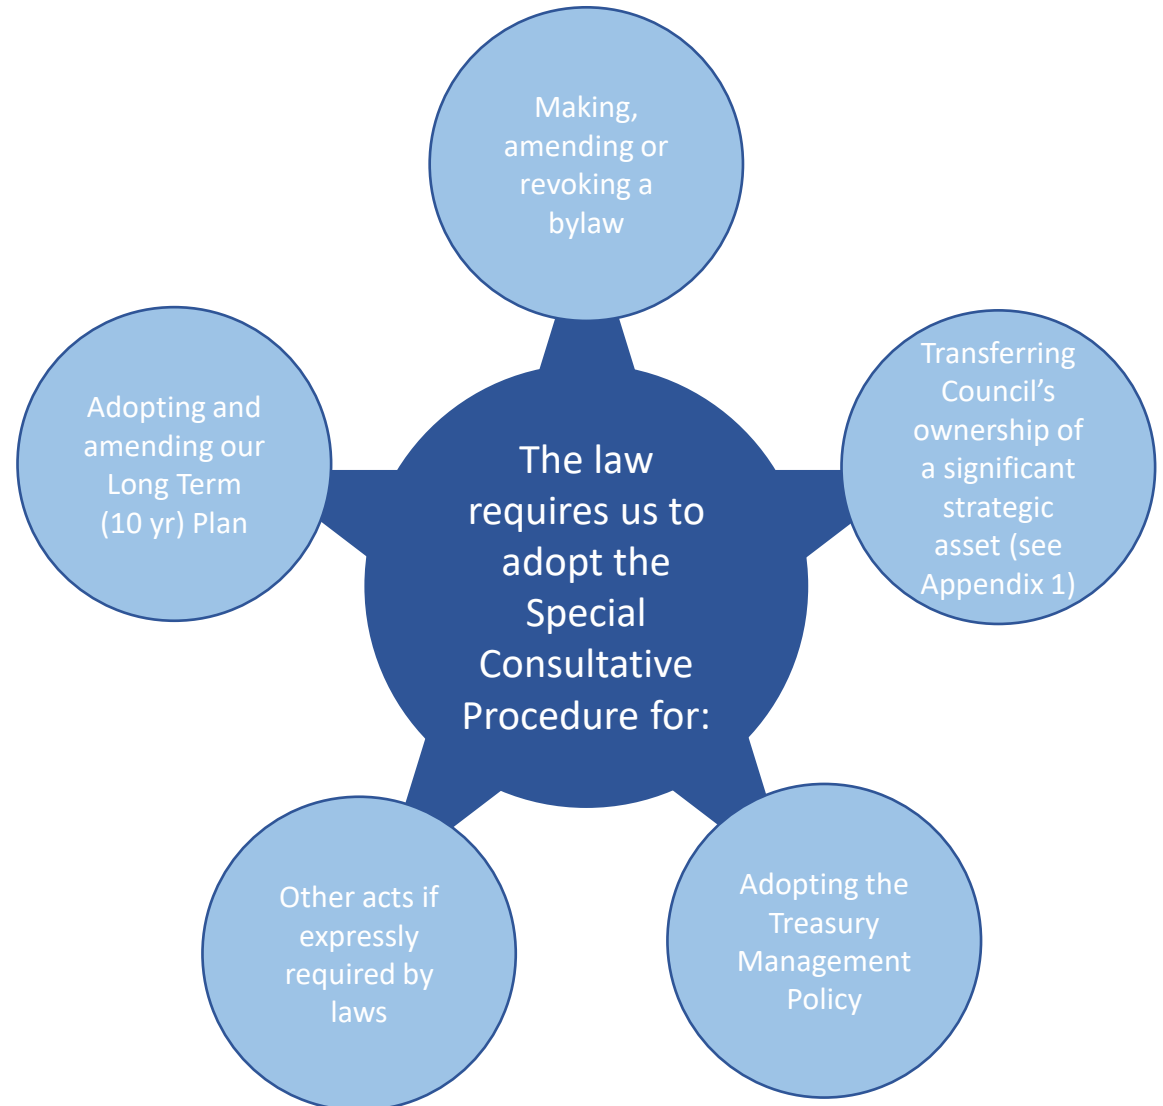 Making,
amending or
revoking a
bylaw
Transferring
Council’s
ownership of
a significant
strategic
asset (see
Appendix 1)
Adopting and
amending our
Long Term
(10 yr) Plan
The law
requires us to
adopt the
Special
Consultative
Procedure for:
Adopting the
Treasury
Management
Policy
Other acts if
expressly
required by
laws